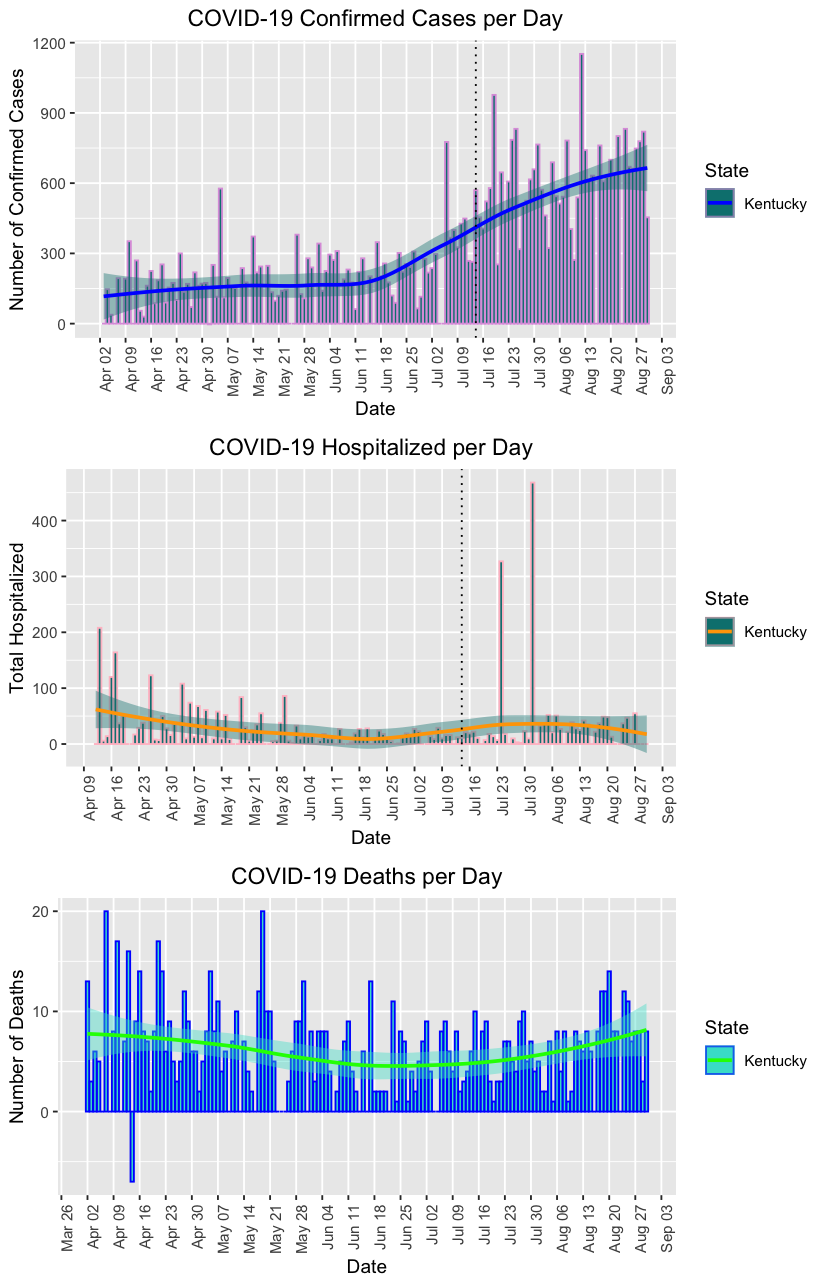 COVID-19 Confirmed Cases per Day
Number of Confirmed Cases
1200
900
600
300
0
Apr 02 Apr 09 Apr 16 Apr 23 Apr 30 May 07 May 14 May 21 May 28 Jun 04 Jun 11 Jun 18 Jun 25 Jul 02 Jul 09 Jul 16 Jul 23 Jul 30 Aug 06 Aug 13 Aug 20 Aug 27 Sep 03
Date
State
Kentucky
COVID-19 Hospitalized per Day
Total Hospitalized
400
300
200
100
0
Apr 09 Apr 16 Apr 23 Apr 30 May 07 May 14 May 21 May 28 Jun 04 Jun 11 Jun 18 Jun 25 Jul 02 Jul 09 Jul 16 Jul 23 Jul 30 Aug 06 Aug 13 Aug 20 Aug 27 Sep 03
Date
State
Kentucky
COVID-19 Deaths per Day
Number of Deaths
20
10
0
Mar 26 Apr 02 Apr 09 Apr 16 Apr 23 Apr 30 May 07 May 14 May 21 May 28 Jun 04 Jun 11 Jun 18 Jun 25 Jul 02 Jul 09 Jul 16 Jul 23 Jul 30 Aug 06 Aug 13 Aug 20 Aug 27 Sep 03
Date
State
Kentucky